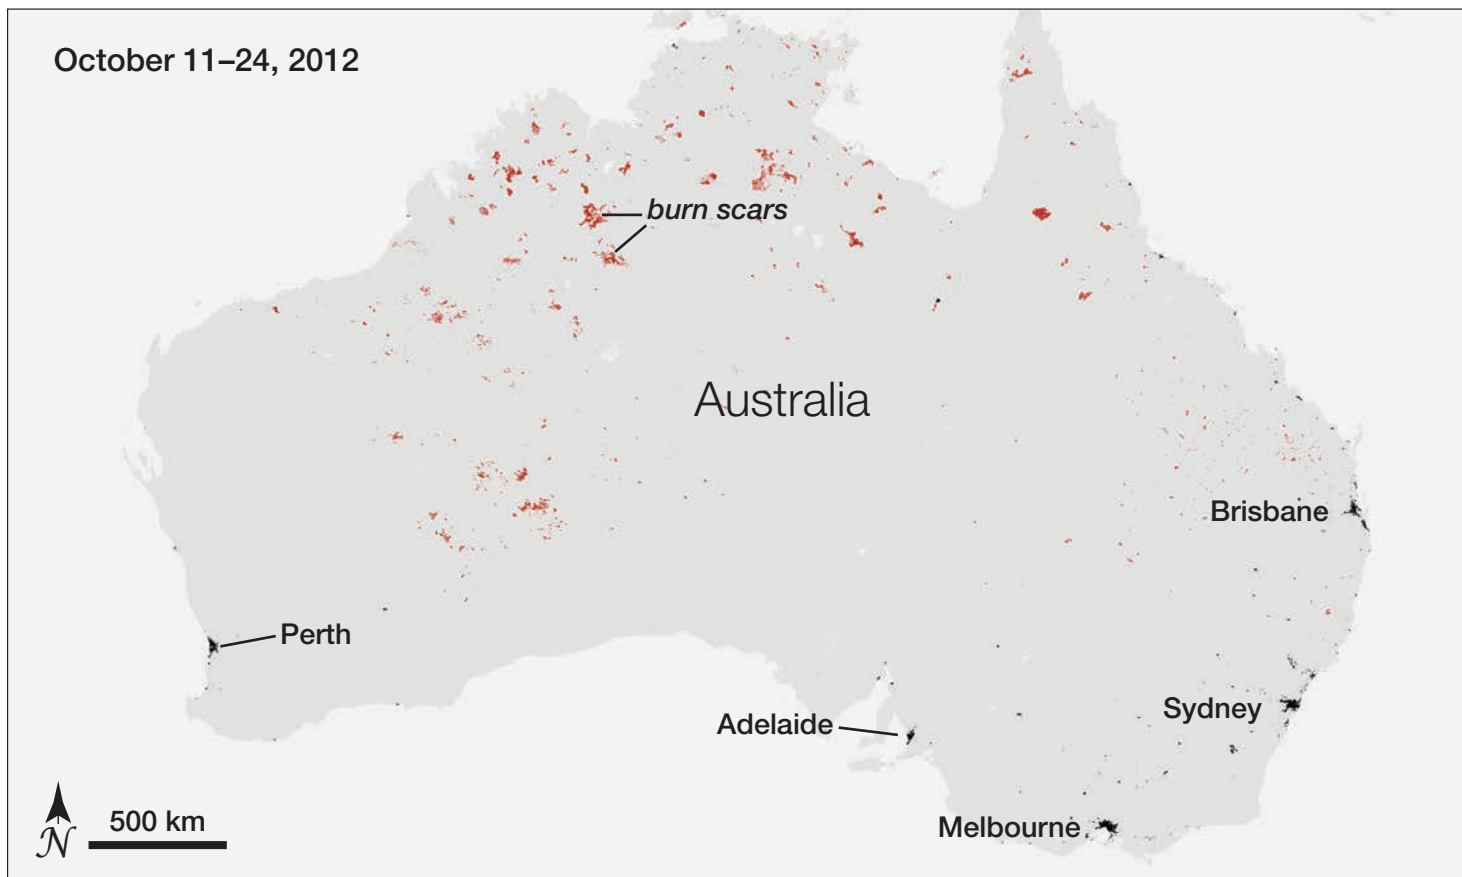 October 11–24, 2012
burn scars
Australia
Brisbane
Perth
Sydney
Adelaide
Melbourne
N
500 km